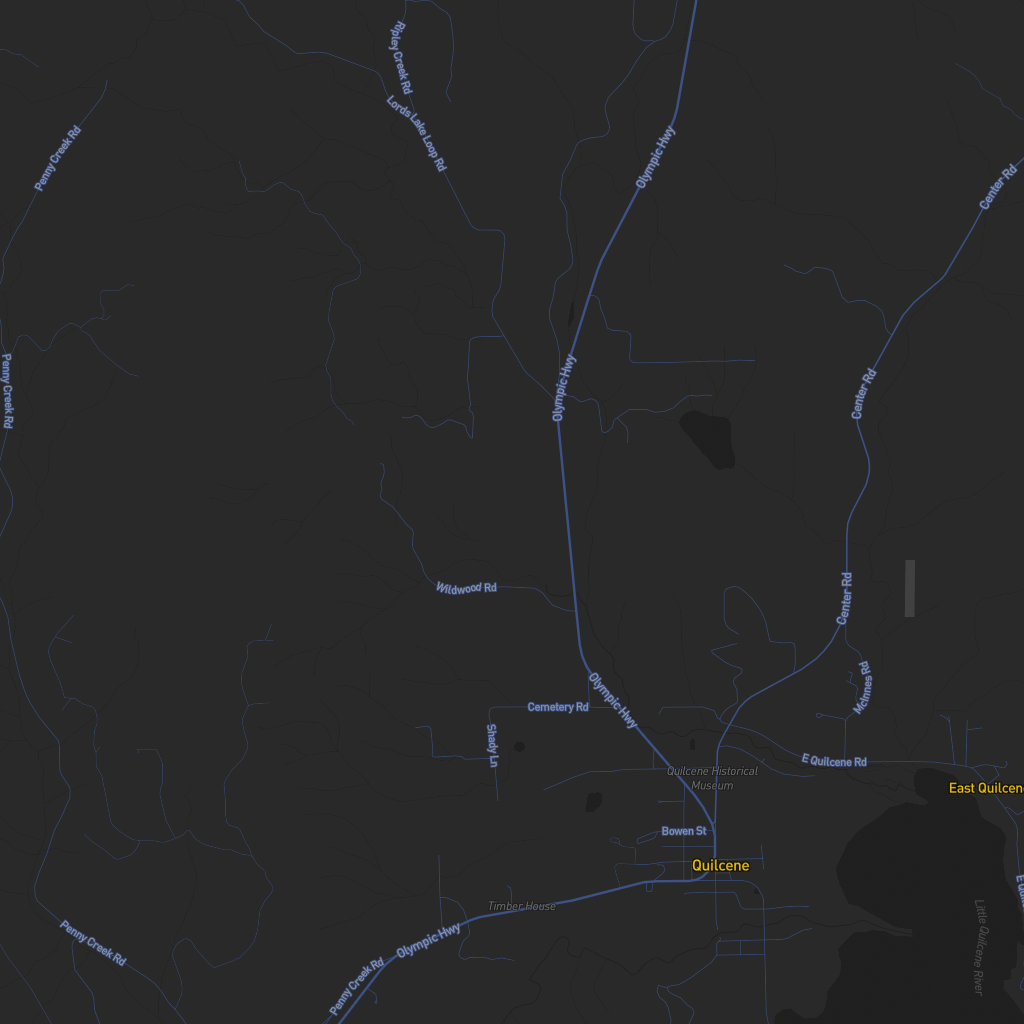 Ripley Creek Rd
Lords Lake Loop Rd
Penny Creek Rd
Olympic Hwy
Center Rd
Penny Creek Rd
Olympic Hwy
Center Rd
Wildwood Rd
Center Rd
McInnes Rd
Olympic Hwy
Cemetery Rd
Shady Ln
E Quilcene Rd
Quilcene Historical
Museum
East Quilcene
Bowen St
Quilcene
Timber House
Olympic Hwy
Penny Creek Rd
Penny Creek Rd
Little Quilcene River